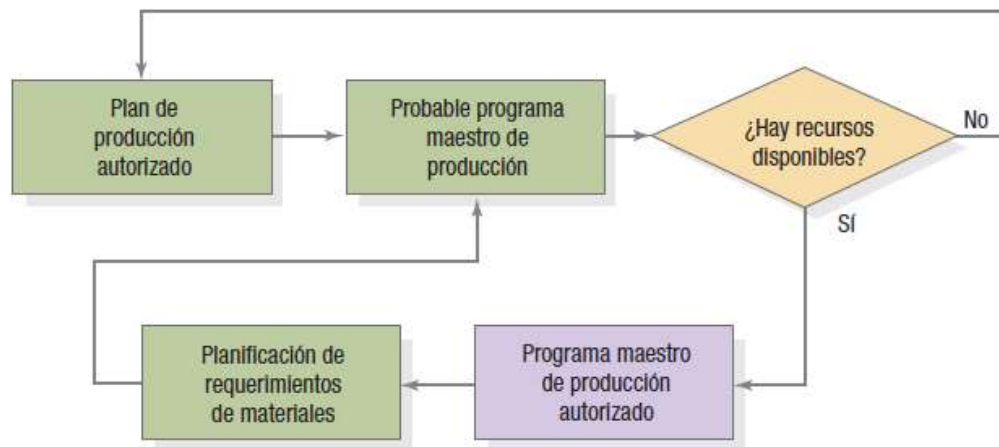 Plan de
producción
autorizado
Probable programa
maestro de
producción
¿Hay recursos
disponibles?
No
Sí
Planificación de
requerimientos
de materiales
Programa maestro
de producción
autorizado